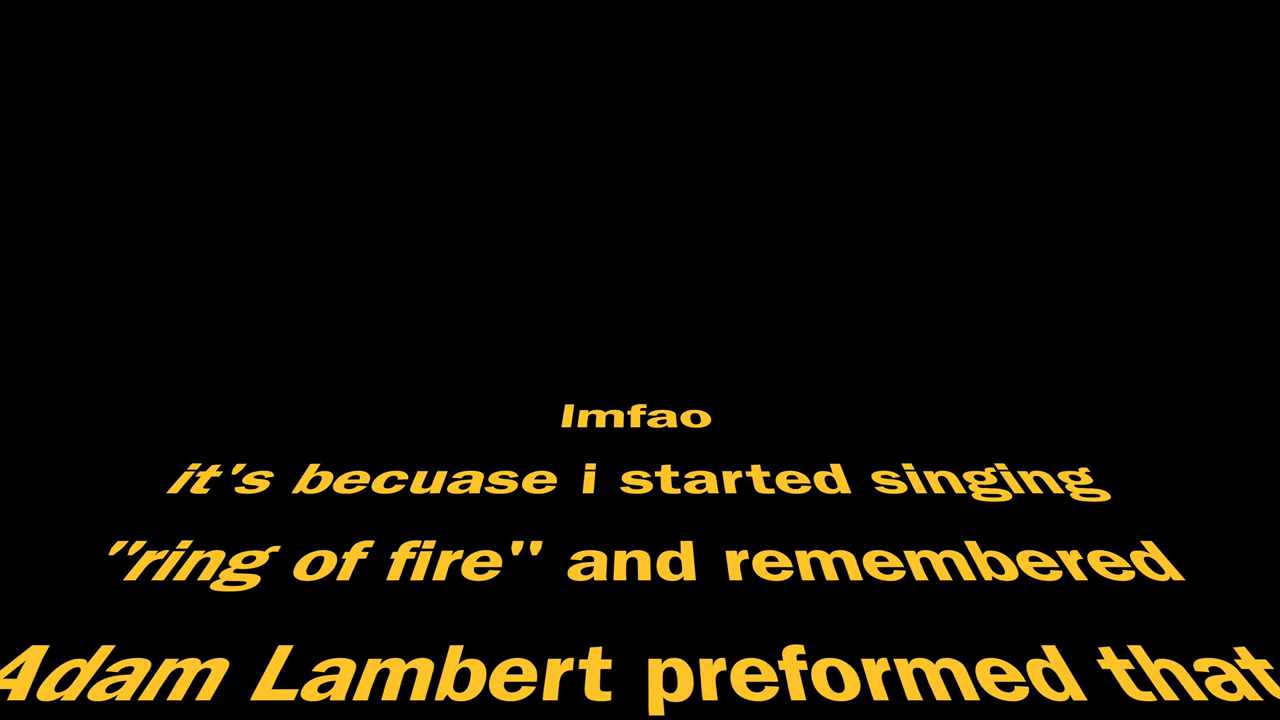 lmfao
it's becuase i started singing
"ring of fire" and remembered
Adam Lambert preformed that